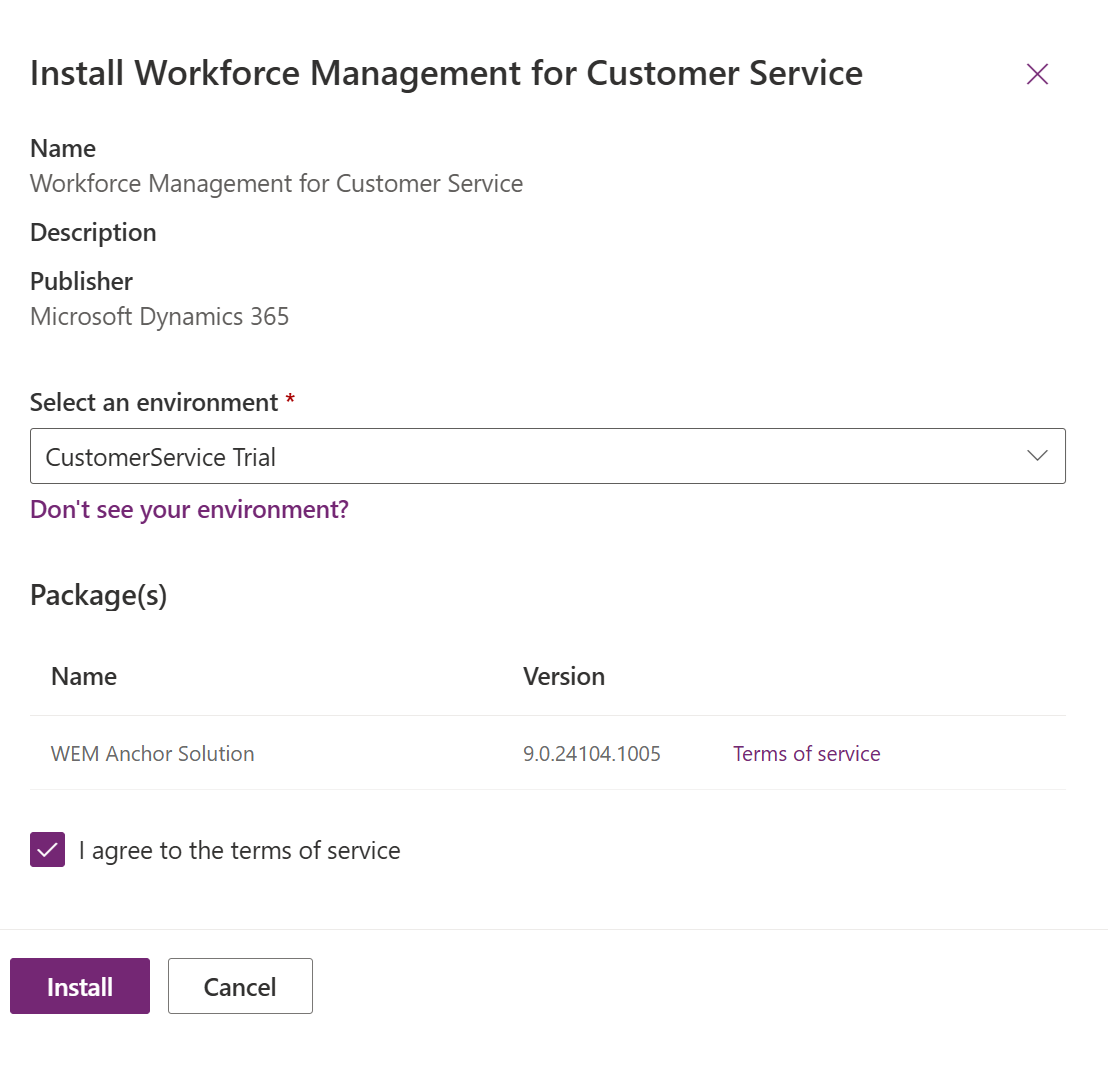 Install Workforce Management for Customer Service
Name
Workforce Management for Customer Service
Description
Publisher
Microsoft Dynamics 365
Select an environment *
CustomerService Trial
Don't see your environment?
Package(s)
Name Version
WEM Anchor Solution 9.0.24104.1005 Terms of service
I agree to the terms of service
Install Cancel